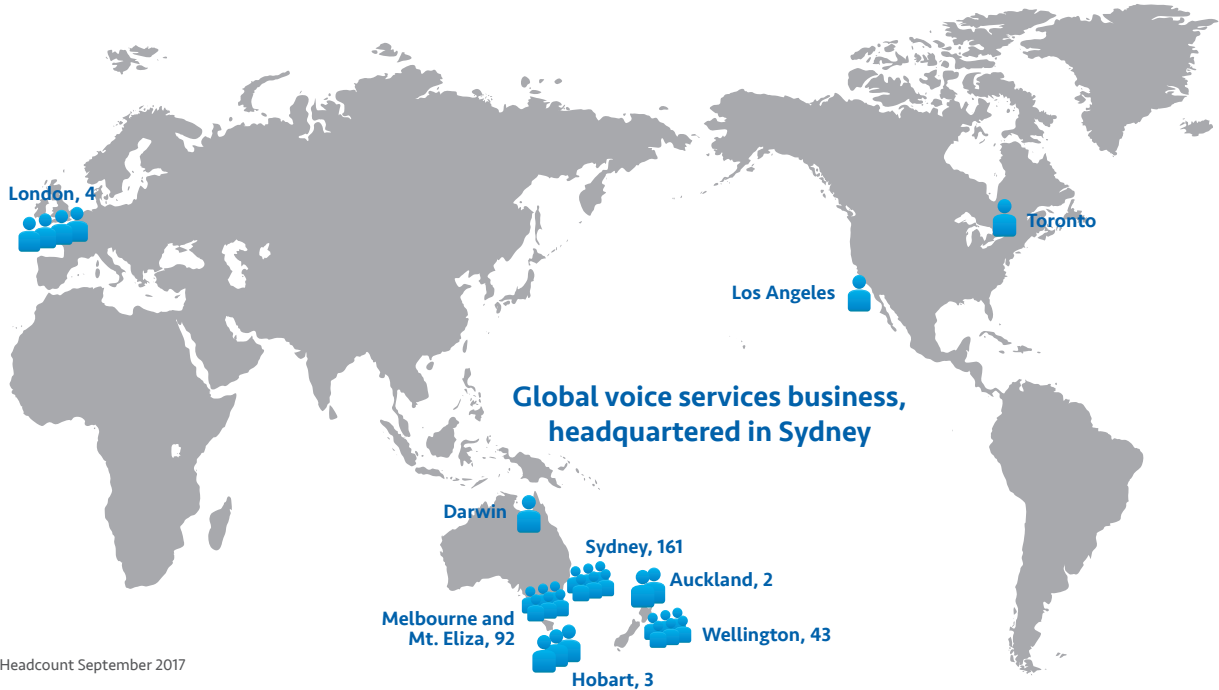 London, 4
Toronto
Los Angeles
Global voice services business,
headquartered in Sydney
Darwin
Sydney, 161
Auckland, 2
Melbourne and
Mt. Eliza, 92
Wellington, 43
Hobart, 3
Headcount September 2017